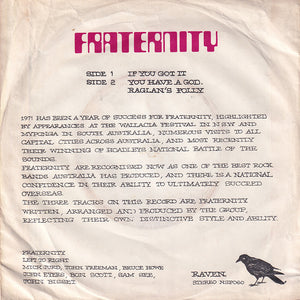 FRATERNITY
SIDE 1 IF YOU GOT IT
SIDE 2 YOU HAVE A GOD.
RAGLAN'S FOLLY
1971 HAS BEEN A YEAR OF SUCCESS FOR FRATERNITY, HIGHLIGHTED
BY APPEARANCES AT THE WALLACIA FESTIVAL IN NSW AND
MYPONGA IN SOUTH AUSTRALIA, NUMEROUS VISITS TO ALL
CAPITAL CITIES ACROSS AUSTRALIA, AND MOST RECENTLY
THEIR WINNING OF HOADLEYS NATIONAL BATTLE OF THE
SOUNDS.
FRATERNITY ARE RECOGNISED NOW AS ONE OF THE BEST ROCK
BANDS AUSTRALIA HAS PRODUCED, AND THERE IS A NATIONAL
CONFIDENCE IN THEIR ABILITY TO ULTIMATELY SUCCEED
OVERSEAS.
THE THREE TRACKS ON THIS RECORD ARE FRATERNITY
WRITTEN, ARRANGED AND PRODUCED BY THE GROUP,
REFLECTING THEIR OWN DISTINCTIVE STYLE AND ABILITY.
FRATERNITY
LEFT TO RIGHT
MICK JURD, JOHN FREEMAN, BRUCE HOWE
JOHN EYERS, BON SCOTT, SAM SEE,
JOHN BISSET
RAVEN.
STEREO NSP060